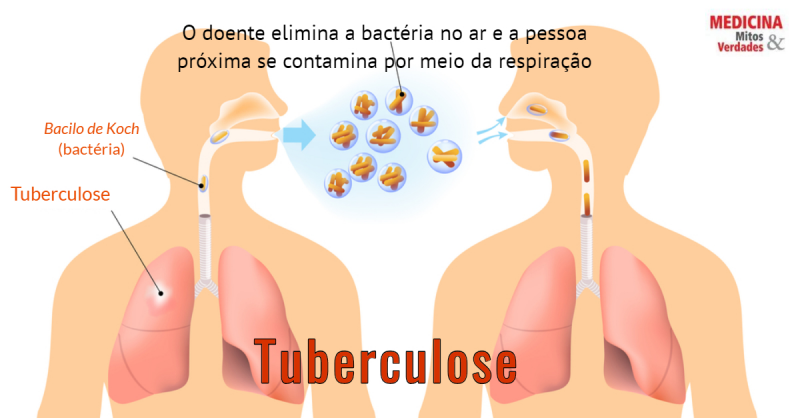 O doente elimina a bactéria no ar e a pessoa
próxima se contamina por meio da respiração
MEDICINA
Mitos &
Verdades
Bacilo de Koch
(bactéria)
Tuberculose
Tuberculose